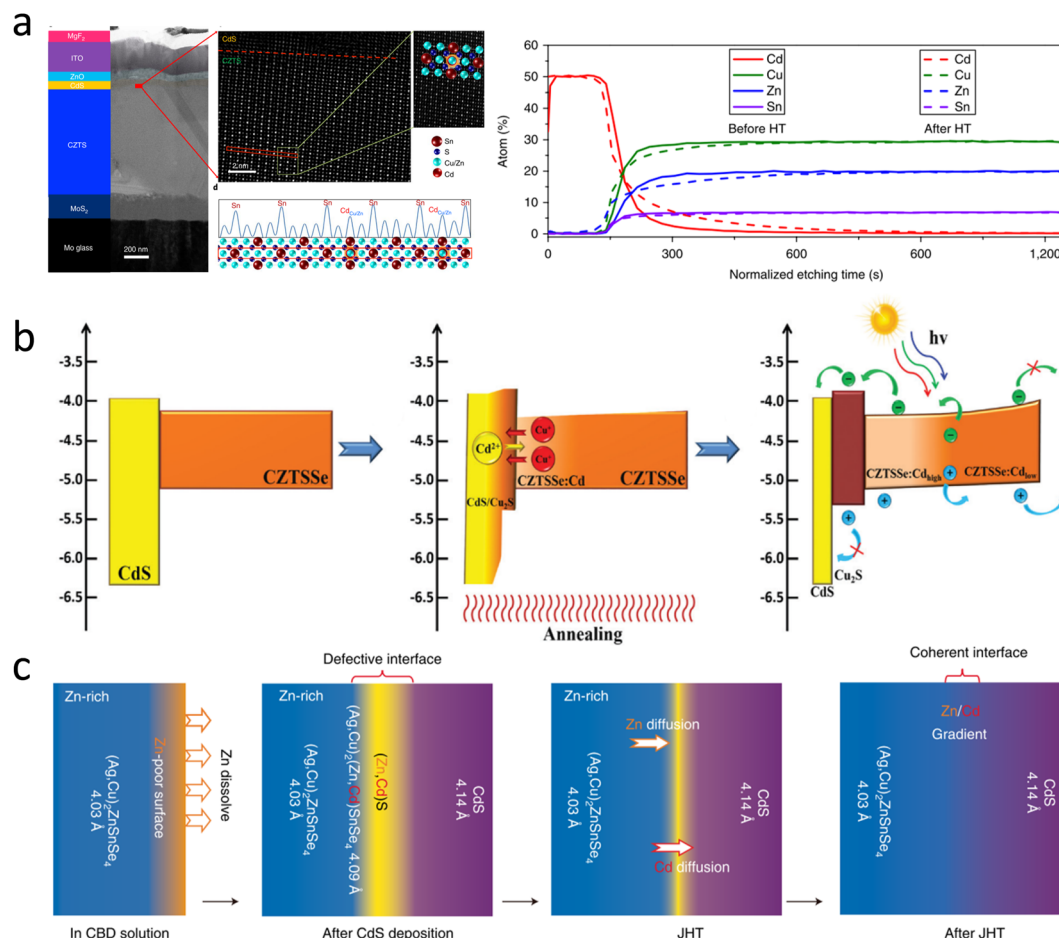 a
MgF2
ITO
ZnO
CdS
CZTS
MoS2
Mo glass
200 nm
CdS
CZTS
2 nm
d
Sn
S
Cu/Zn
Cd
Sn Sn Sn CdCu/Zn Sn Sn CdCu/Zn Sn
60
50
40
30
20
10
0
Atom (%)
Cd
Cu
Zn
Sn
Before HT
Cd
Cu
Zn
Sn
After HT
0 300 600 900 1,200
Normalized etching time (s)
b
-3.5
-4.0
-4.5
-5.0
-5.5
-6.0
-6.5
CdS
CZTSSe
-3.5
-4.0
-4.5
-5.0
-5.5
-6.0
-6.5
Cu+
Cd2+
Cu+
CZTSSe:Cd
CZTSSe
CdS/Cu2S
Annealing
-3.5
-4.0
-4.5
-5.0
-5.5
-6.0
-6.5
hv
CZTSSe:Cdhigh
CZTSSe:Cdlow
Cu2S
CdS
c
Zn-rich
(Ag,Cu)2ZnSnSe4
4.03 Å
Zn-poor surface
Zn dissolve
In CBD solution
Defective interface
Zn-rich
(Ag,Cu)2ZnSnSe4
4.03 Å
(Ag,Cu)2(Zn,Cd)SnSe4 4.09 Å
(Zn,Cd)S
CdS
4.14 Å
After CdS deposition
Zn diffusion
(Ag,Cu)2ZnSnSe4
4.03 Å
CdS
4.14 Å
Cd diffusion
JHT
Coherent interface
Zn/Cd
Gradient
(Ag,Cu)2ZnSnSe4
4.03 Å
CdS
4.14 Å
After JHT